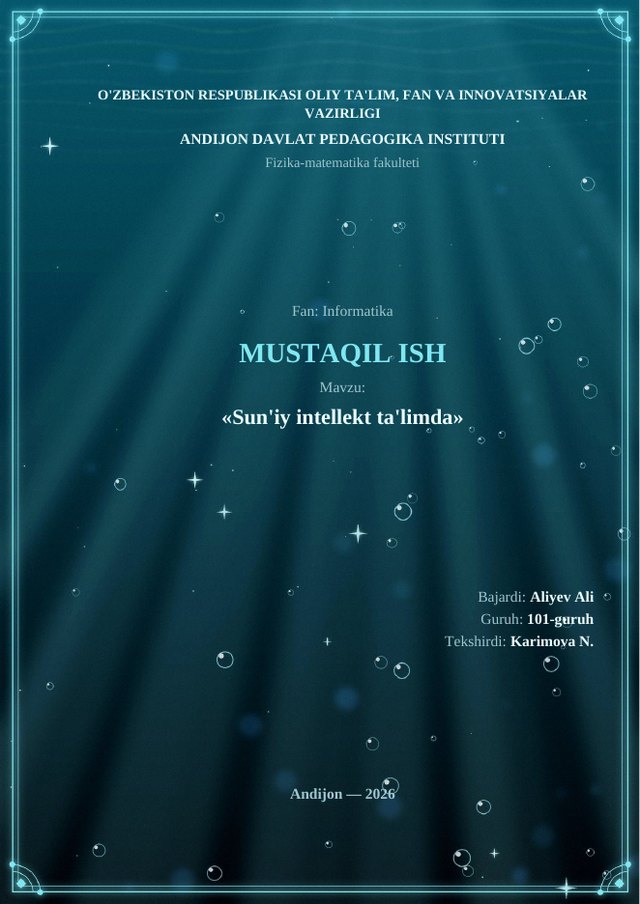 O'ZBEKISTON RESPUBLIKASI OLIY TA'LIM, FAN VA INNOVATSIYALAR
VAZIRLIGI
ANDIJON DAVLAT PEDAGOGIKA INSTITUTI
Fizika-matematika fakulteti
Fan: Informatika
MUSTAQIL ISH
Mavzu:
«Sun'iy intellekt ta'limda»
Bajardi: Aliyev Ali
Guruh: 101-guruh
Tekshirdi: Karimova N.
Andijon — 2026